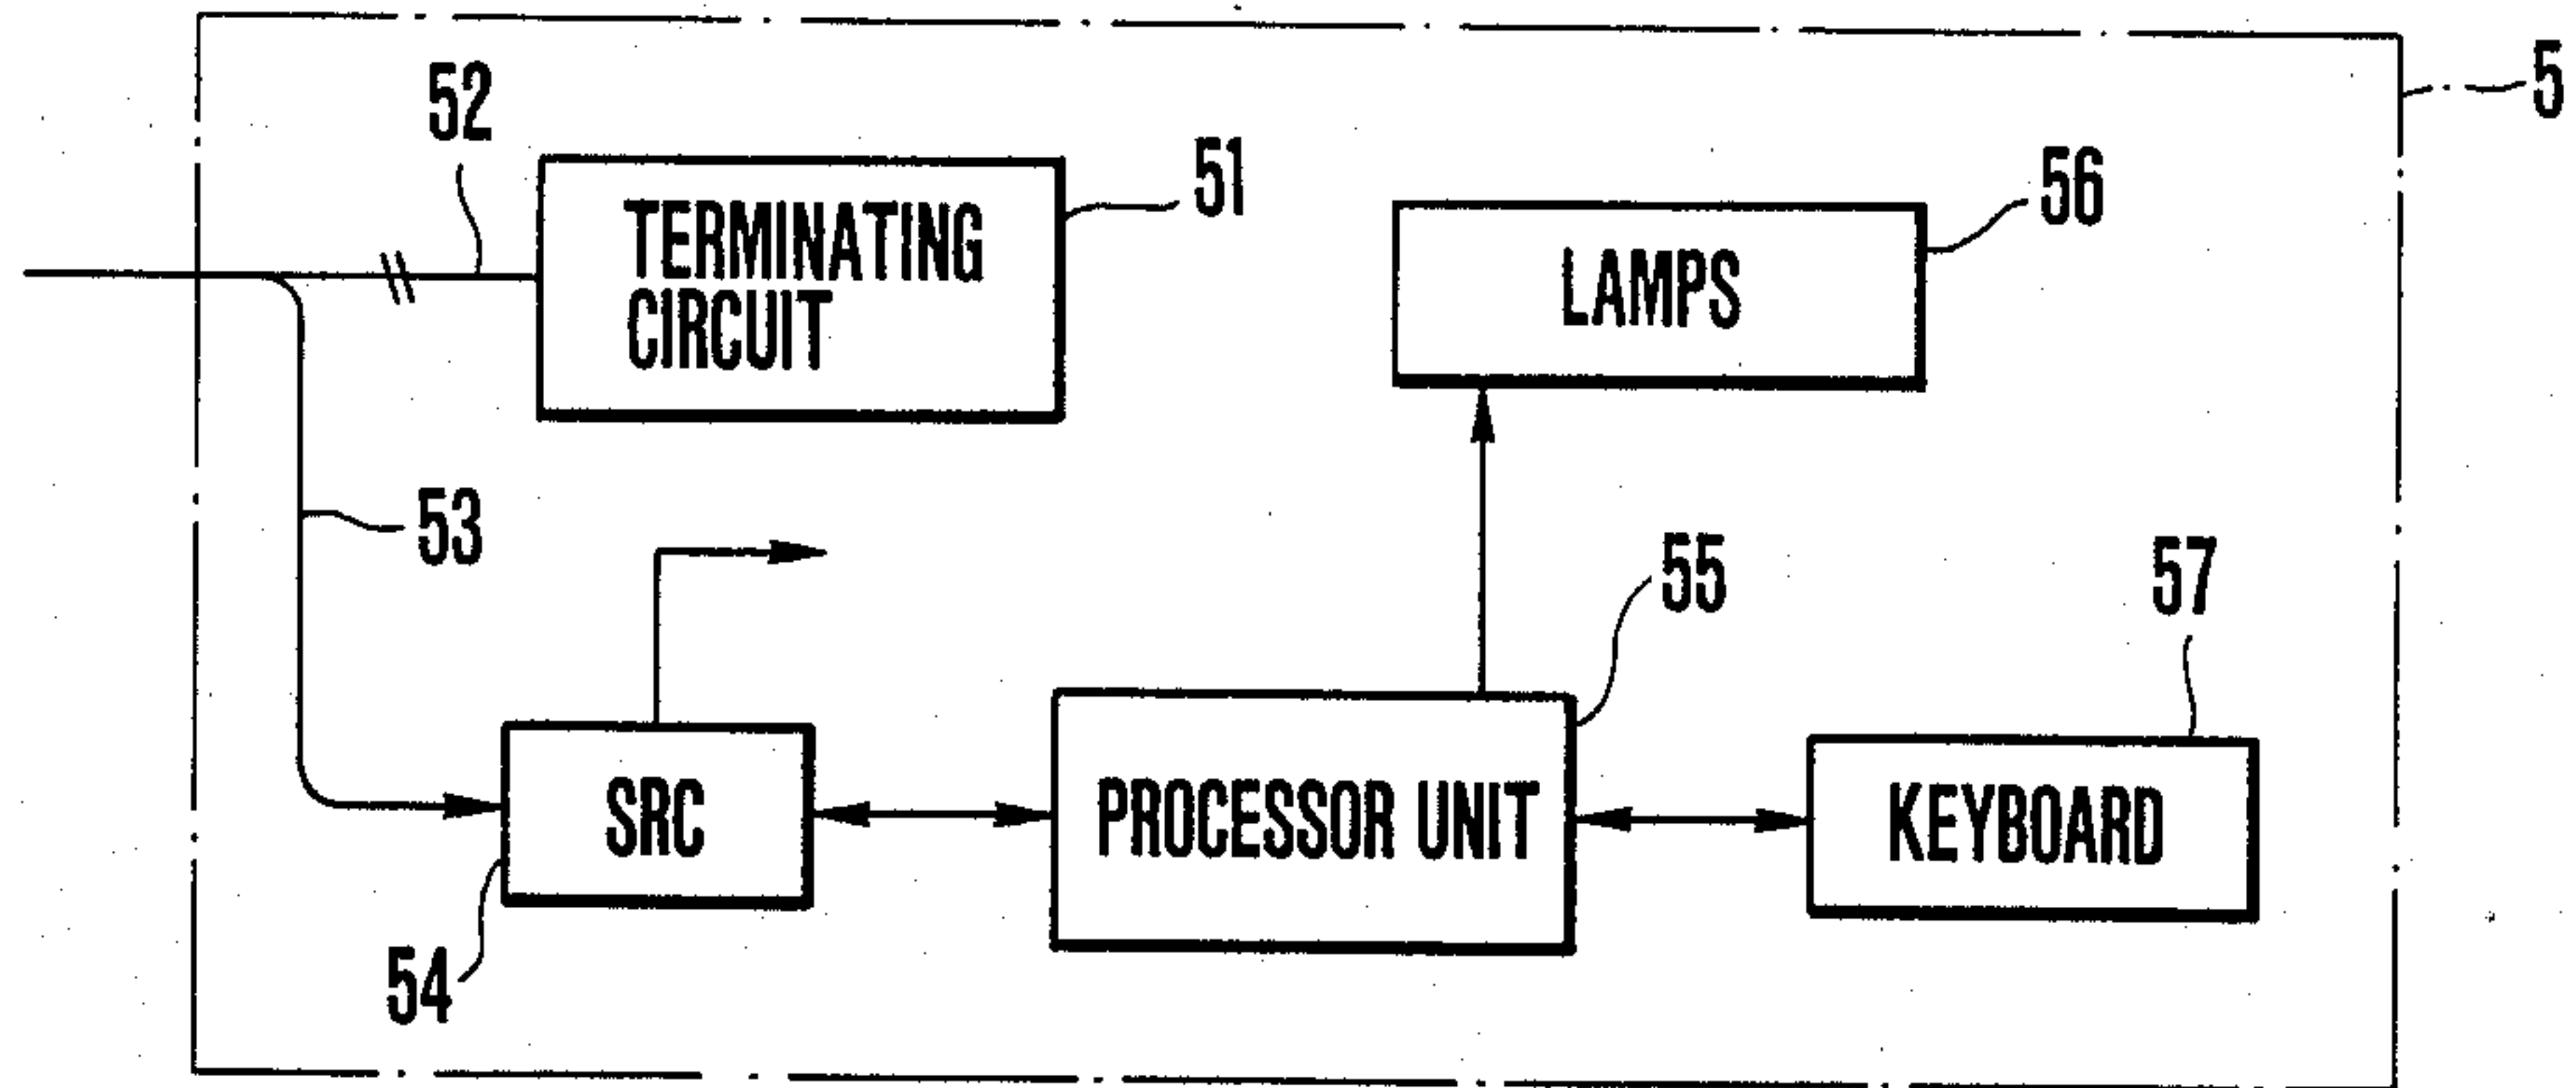 5
52
51
TERMINATING
CIRCUIT
56
LAMPS
53
55
57
SRC
PROCESSOR UNIT
KEYBOARD
54